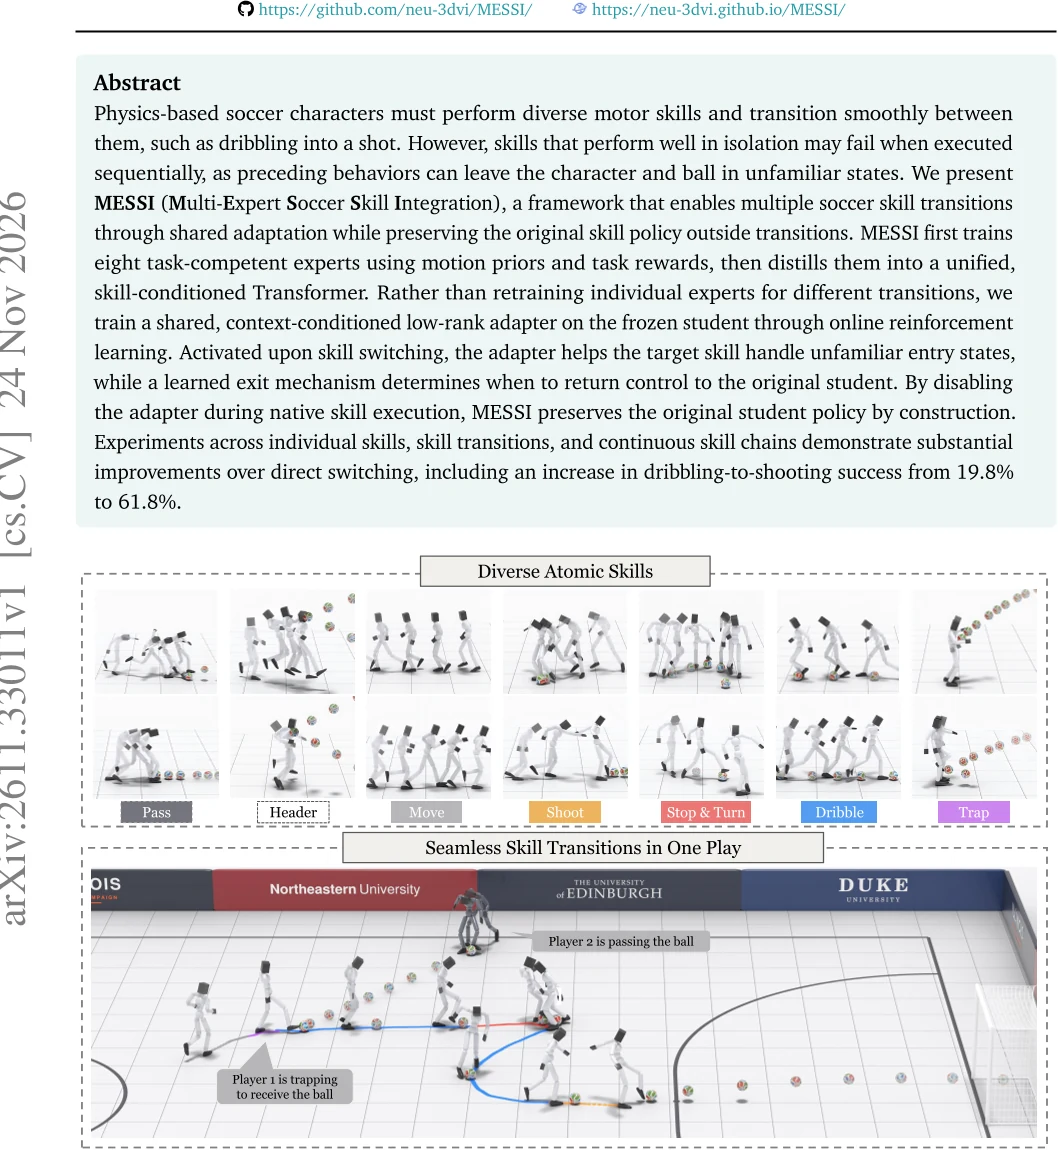 https://github.com/neu-3dvi/MESSI/ https://neu-3dvi.github.io/MESSI/
Abstract
Physics-based soccer characters must perform diverse motor skills and transition smoothly between
them, such as dribbling into a shot. However, skills that perform well in isolation may fail when executed
sequentially, as preceding behaviors can leave the character and ball in unfamiliar states. We present
MESSI (Multi-Expert Soccer Skill Integration), a framework that enables multiple soccer skill transitions
through shared adaptation while preserving the original skill policy outside transitions. MESSI first trains
eight task-competent experts using motion priors and task rewards, then distills them into a unified,
skill-conditioned Transformer. Rather than retraining individual experts for different transitions, we
train a shared, context-conditioned low-rank adapter on the frozen student through online reinforcement
learning. Activated upon skill switching, the adapter helps the target skill handle unfamiliar entry states,
while a learned exit mechanism determines when to return control to the original student. By disabling
the adapter during native skill execution, MESSI preserves the original student policy by construction.
Experiments across individual skills, skill transitions, and continuous skill chains demonstrate substantial
improvements over direct switching, including an increase in dribbling-to-shooting success from 19.8%
to 61.8%.
arXiv:2611.33011v1 [cs.CV] 24 Nov 2026
Diverse Atomic Skills
Pass Header Move Shoot Stop & Turn Dribble Trap
Seamless Skill Transitions in One Play
OIS
Northeastern University
THE UNIVERSITY
of EDINBURGH
DUKE
UNIVERSITY
Player 2 is passing the ball
Player 1 is trapping
to receive the ball